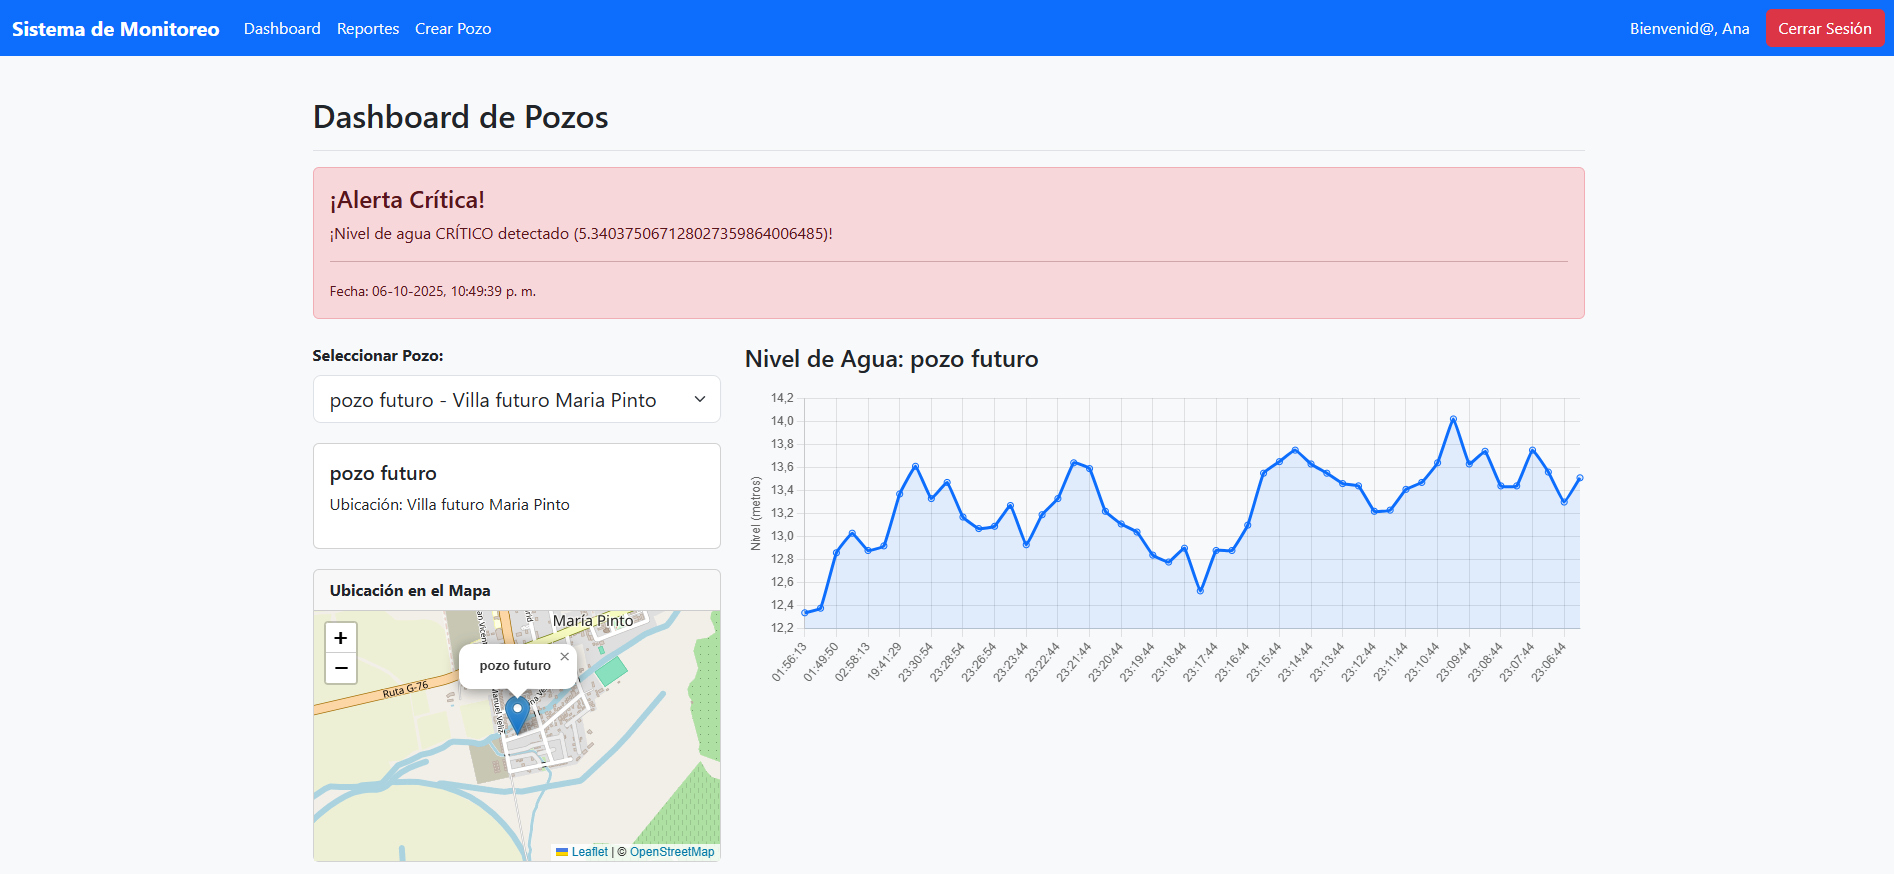 Sistema de Monitoreo
Dashboard
Reportes
Crear Pozo
Bienvenid@, Ana
Cerrar Sesión
Dashboard de Pozos
¡Alerta Crítica!
¡Nivel de agua CRÍTICO detectado (5.340375067128027359864006485)!
Fecha: 06-10-2025, 10:49:39 p. m.
Seleccionar Pozo:
pozo futuro - Villa futuro Maria Pinto
pozo futuro
Ubicación: Villa futuro Maria Pinto
Ubicación en el Mapa
+
−
María Pinto
pozo futuro
×
Ruta G-76
Manuel Veliz
Leaflet | © OpenStreetMap
Nivel de Agua: pozo futuro
Nivel (metros)
14,2
14,0
13,8
13,6
13,4
13,2
13,0
12,8
12,6
12,4
12,2
01:56:13
01:49:50
02:58:13
19:41:29
23:30:54
23:28:54
23:26:54
23:23:44
23:22:44
23:21:44
23:20:44
23:19:44
23:18:44
23:17:44
23:16:44
23:15:44
23:14:44
23:13:44
23:12:44
23:11:44
23:10:44
23:09:44
23:08:44
23:07:44
23:06:44